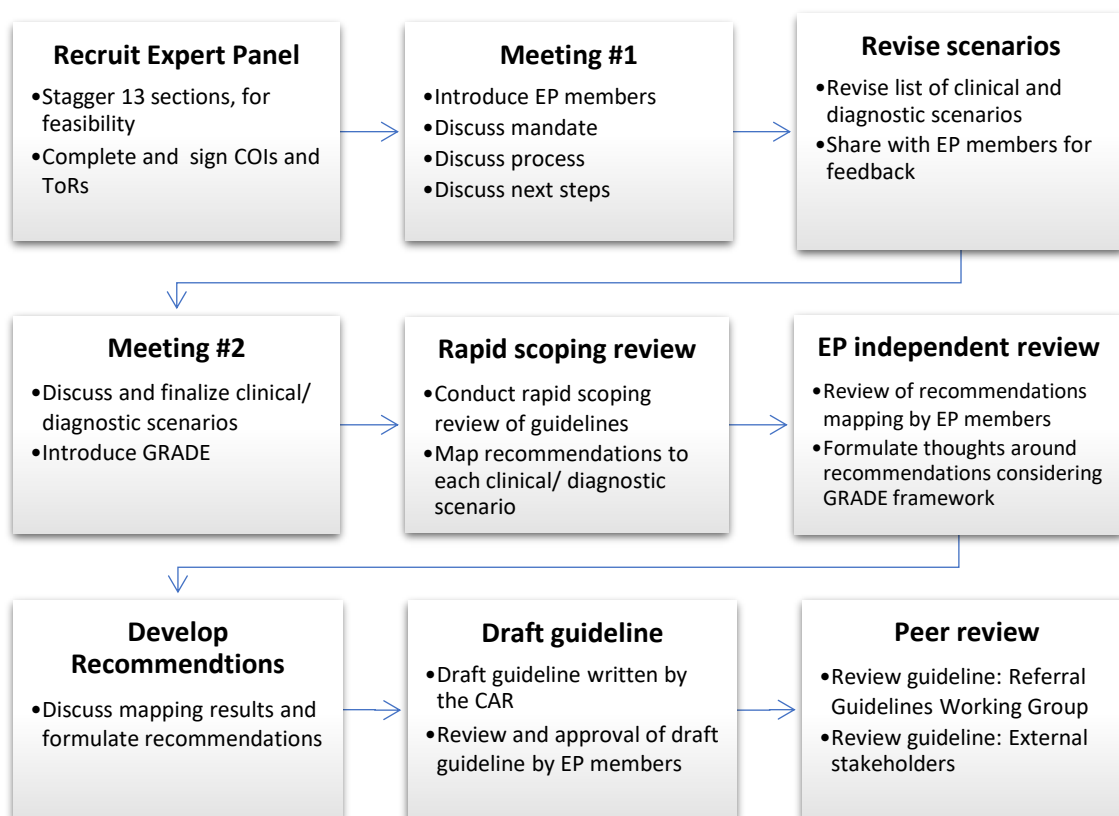 Recruit Expert Panel
•Stagger 13 sections, for
feasibility
•Complete and  sign COIs and
ToRs
Meeting #1
•Introduce EP members
•Discuss mandate
•Discuss process
•Discuss next steps
Revise scenarios
•Revise list of clinical and
diagnostic scenarios
•Share with EP members for
feedback
Meeting #2
•Discuss and finalize clinical/
diagnostic scenarios
•Introduce GRADE
Rapid scoping review
•Conduct rapid scoping
review of guidelines
•Map recommendations to
each clinical/ diagnostic
scenario
EP independent review
•Review of recommendations
mapping by EP members
•Formulate thoughts around
recommendations considering
GRADE framework
Develop
Recommendtions
•Discuss mapping results and
formulate recommendations
Draft guideline
•Draft guideline written by
the CAR
•Review and approval of draft
guideline by EP members
Peer review
•Review guideline: Referral
Guidelines Working Group
•Review guideline: External
stakeholders